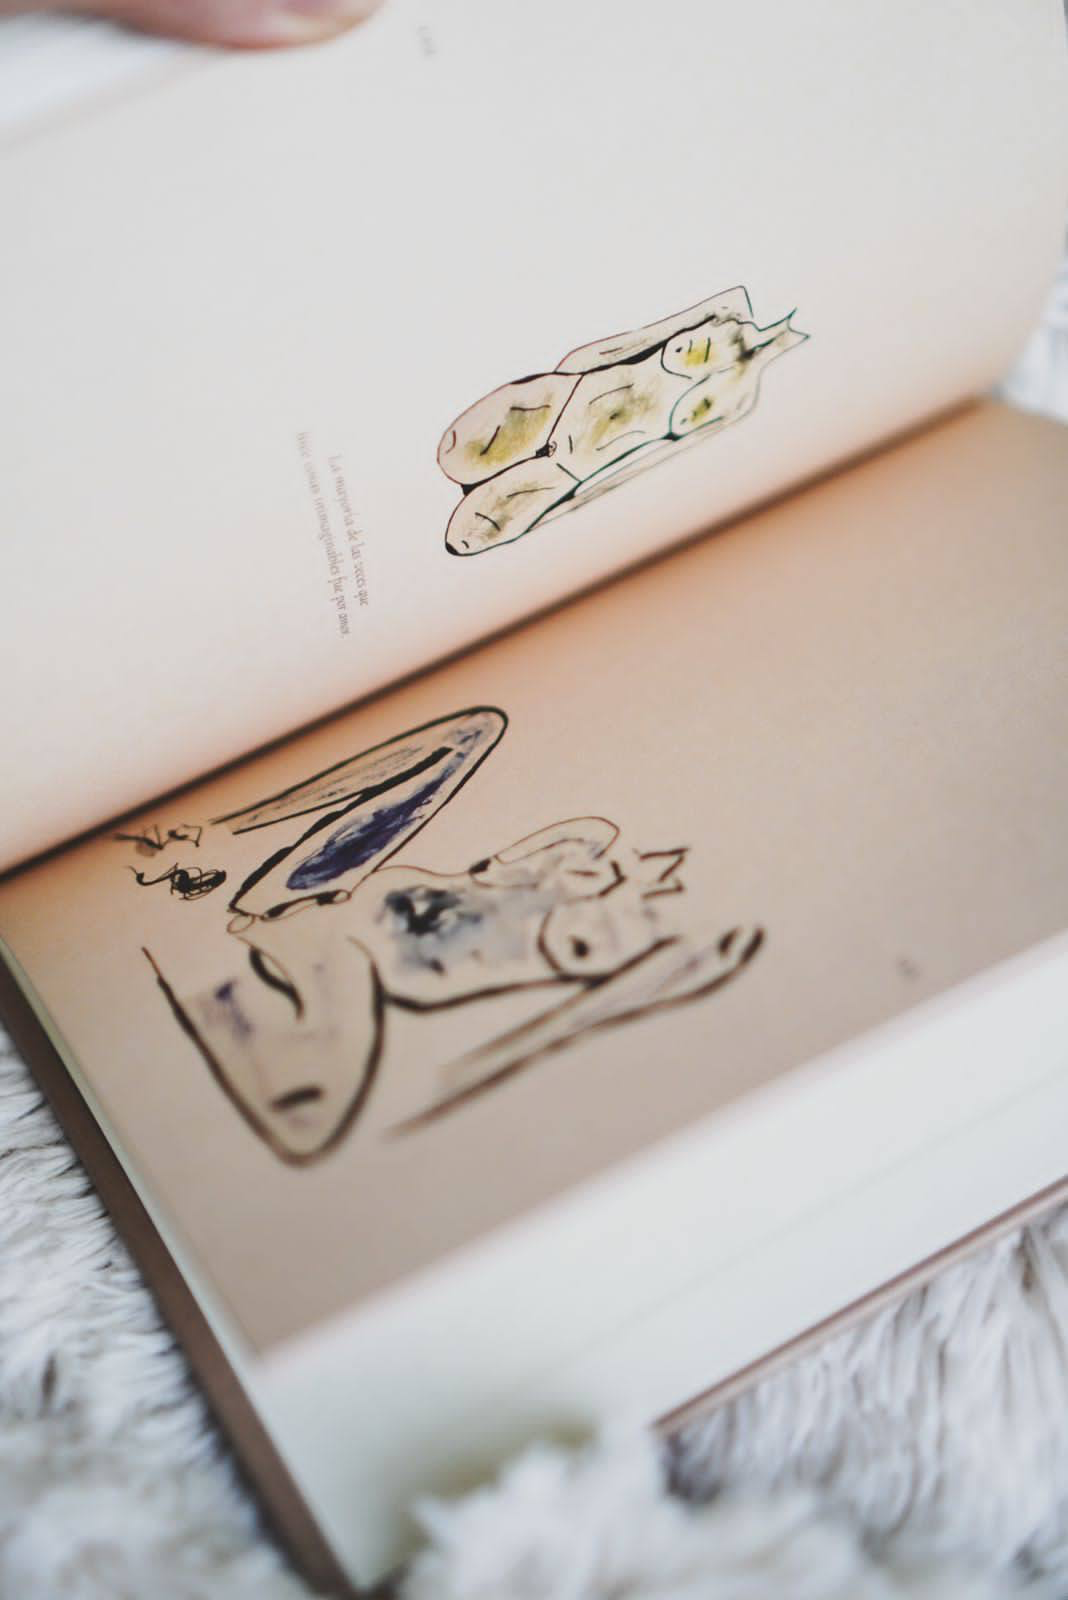 La mayoría de las veces que
hice cosas inimaginables fue por amor.